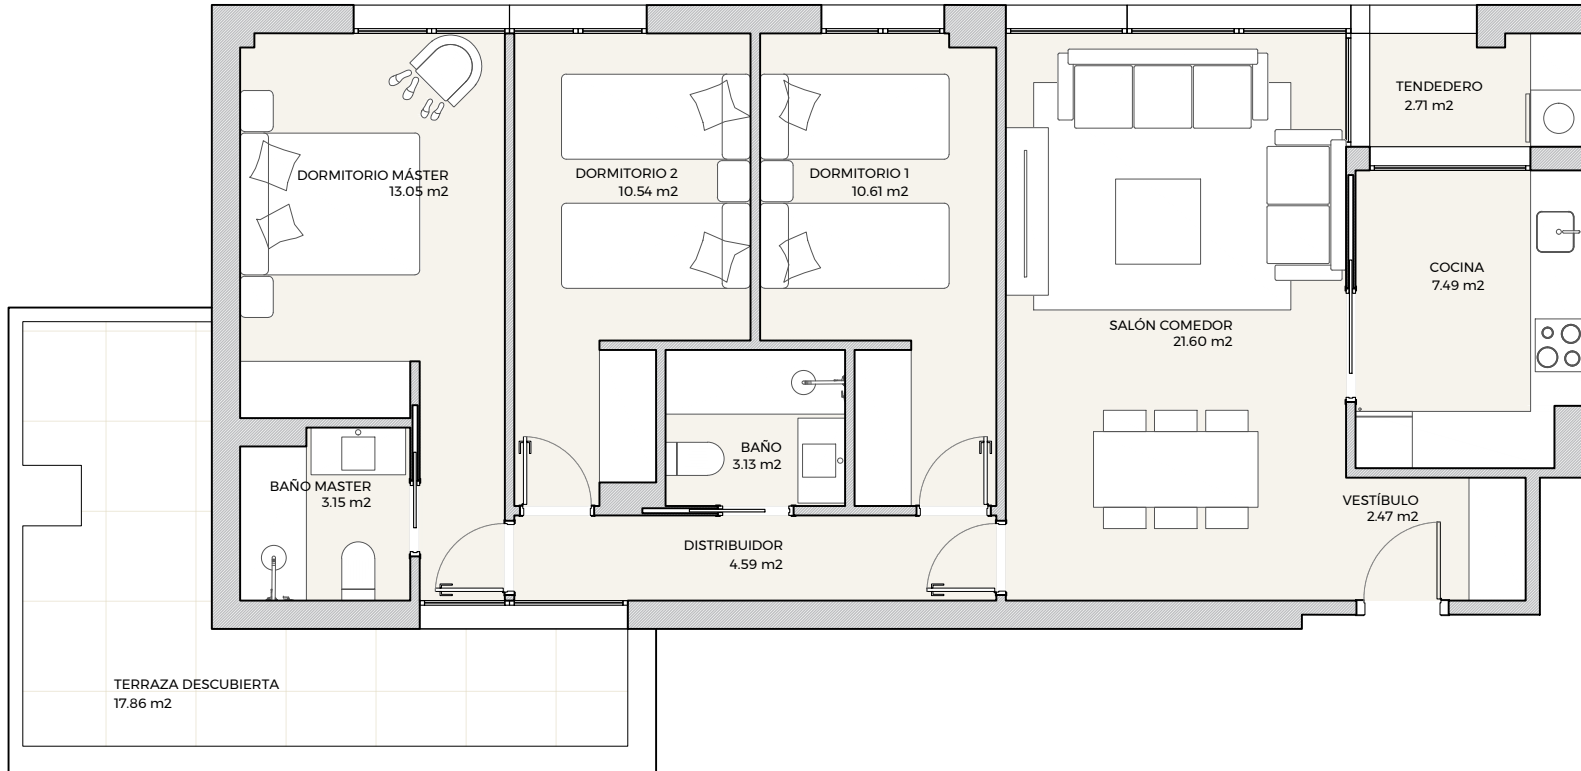 TENDEDERO
2.71 m2
DORMITORIO MÁSTER
13.05 m2
DORMITORIO 2
10.54 m2
DORMITORIO 1
10.61 m2
COCINA
7.49 m2
SALÓN COMEDOR
21.60 m2
BAÑO
3.13 m2
BAÑO MASTER
3.15 m2
VESTÍBULO
2.47 m2
DISTRIBUIDOR
4.59 m2
TERRAZA DESCUBIERTA
17.86 m2